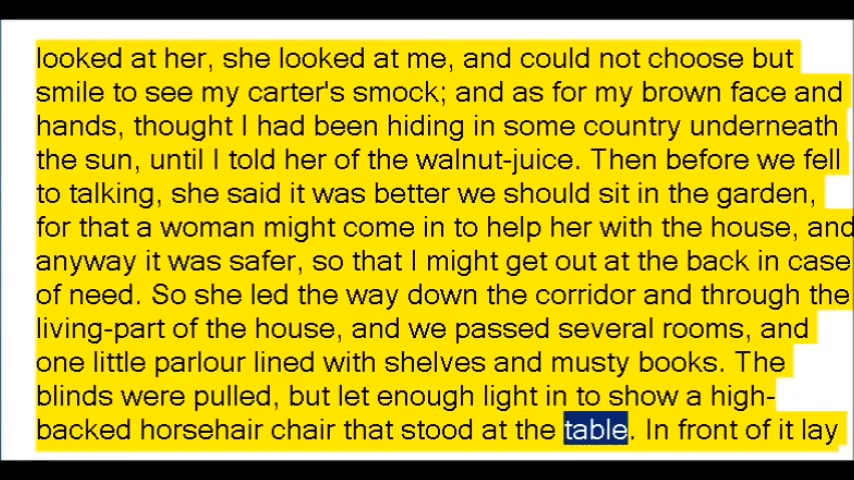 looked at her, she looked at me, and could not choose but
smile to see my carter's smock; and as for my brown face and
hands, thought I had been hiding in some country underneath
the sun, until I told her of the walnut-juice. Then before we fell
to talking, she said it was better we should sit in the garden,
for that a woman might come in to help her with the house, and
anyway it was safer, so that I might get out at the back in case
of need. So she led the way down the corridor and through the
living-part of the house, and we passed several rooms, and
one little parlour lined with shelves and musty books. The
blinds were pulled, but let enough light in to show a high-
backed horsehair chair that stood at the table. In front of it lay